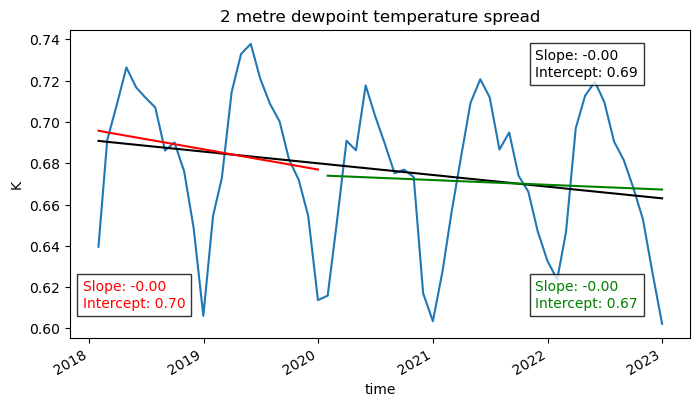 2 metre dewpoint temperature spread
0.74
0.72
0.70
0.68
0.66
0.64
0.62
0.60
K
Slope: -0.00
Intercept: 0.69
Slope: -0.00
Intercept: 0.70
Slope: -0.00
Intercept: 0.67
2018
2019
2020
2021
2022
2023
time